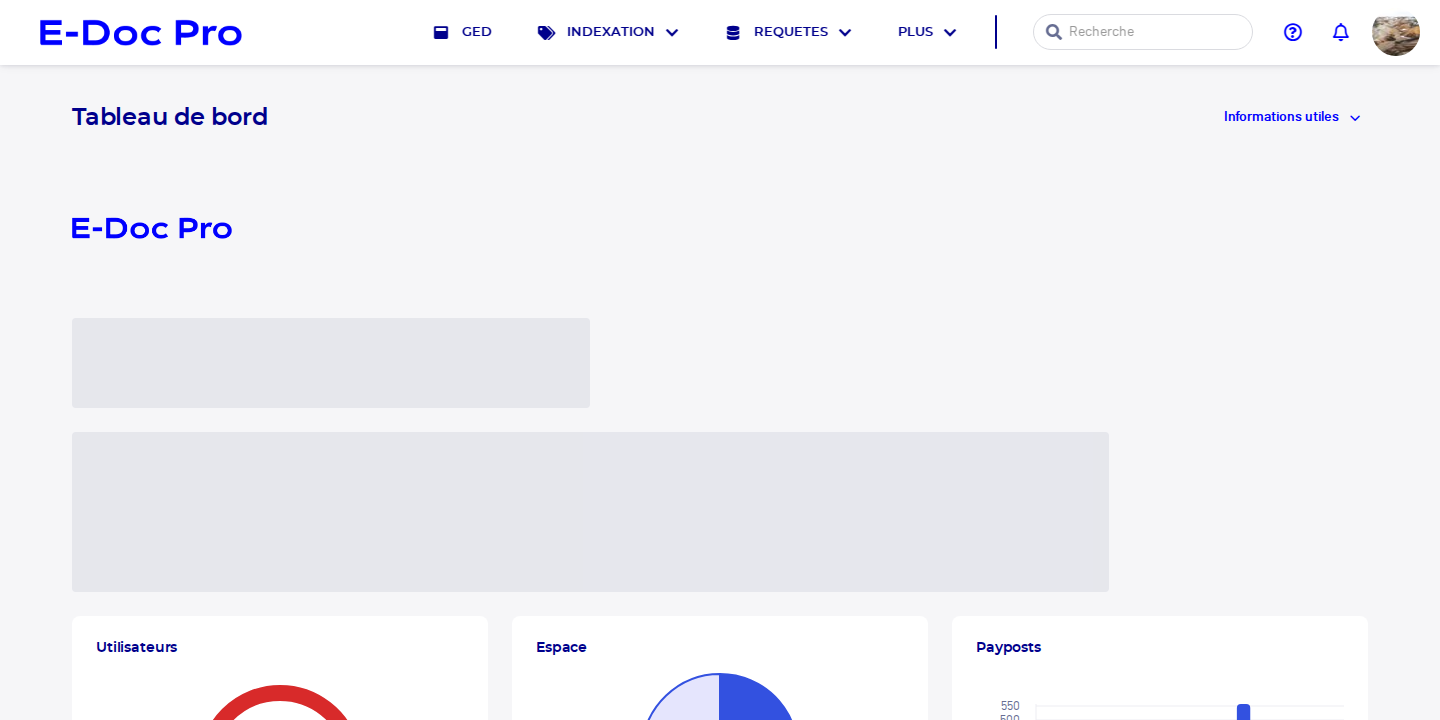 E-Doc Pro
GED
INDEXATION
REQUETES
PLUS
Recherche
Tableau de bord
Informations utiles
E-Doc Pro
Utilisateurs
Espace
Payposts
550
500